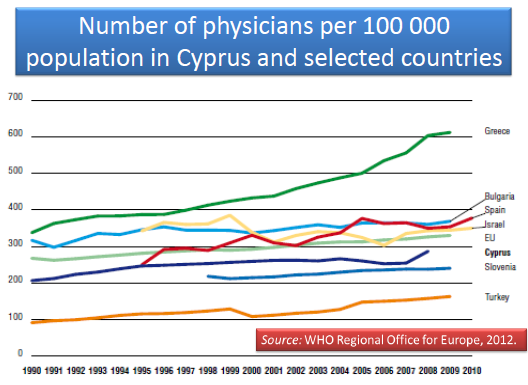 Number of physicians per 100 000
population in Cyprus and selected countries
700
600
500
400
300
200
100
0
Greece
Bulgaria
Spain
Israel
EU
Cyprus
Slovenia
Turkey
Source: WHO Regional Office for Europe, 2012.
1990 1991 1992 1993 1994 1995 1996 1997 1998 1999 2000 2001 2002 2003 2004 2005 2006 2007 2008 2009 2010